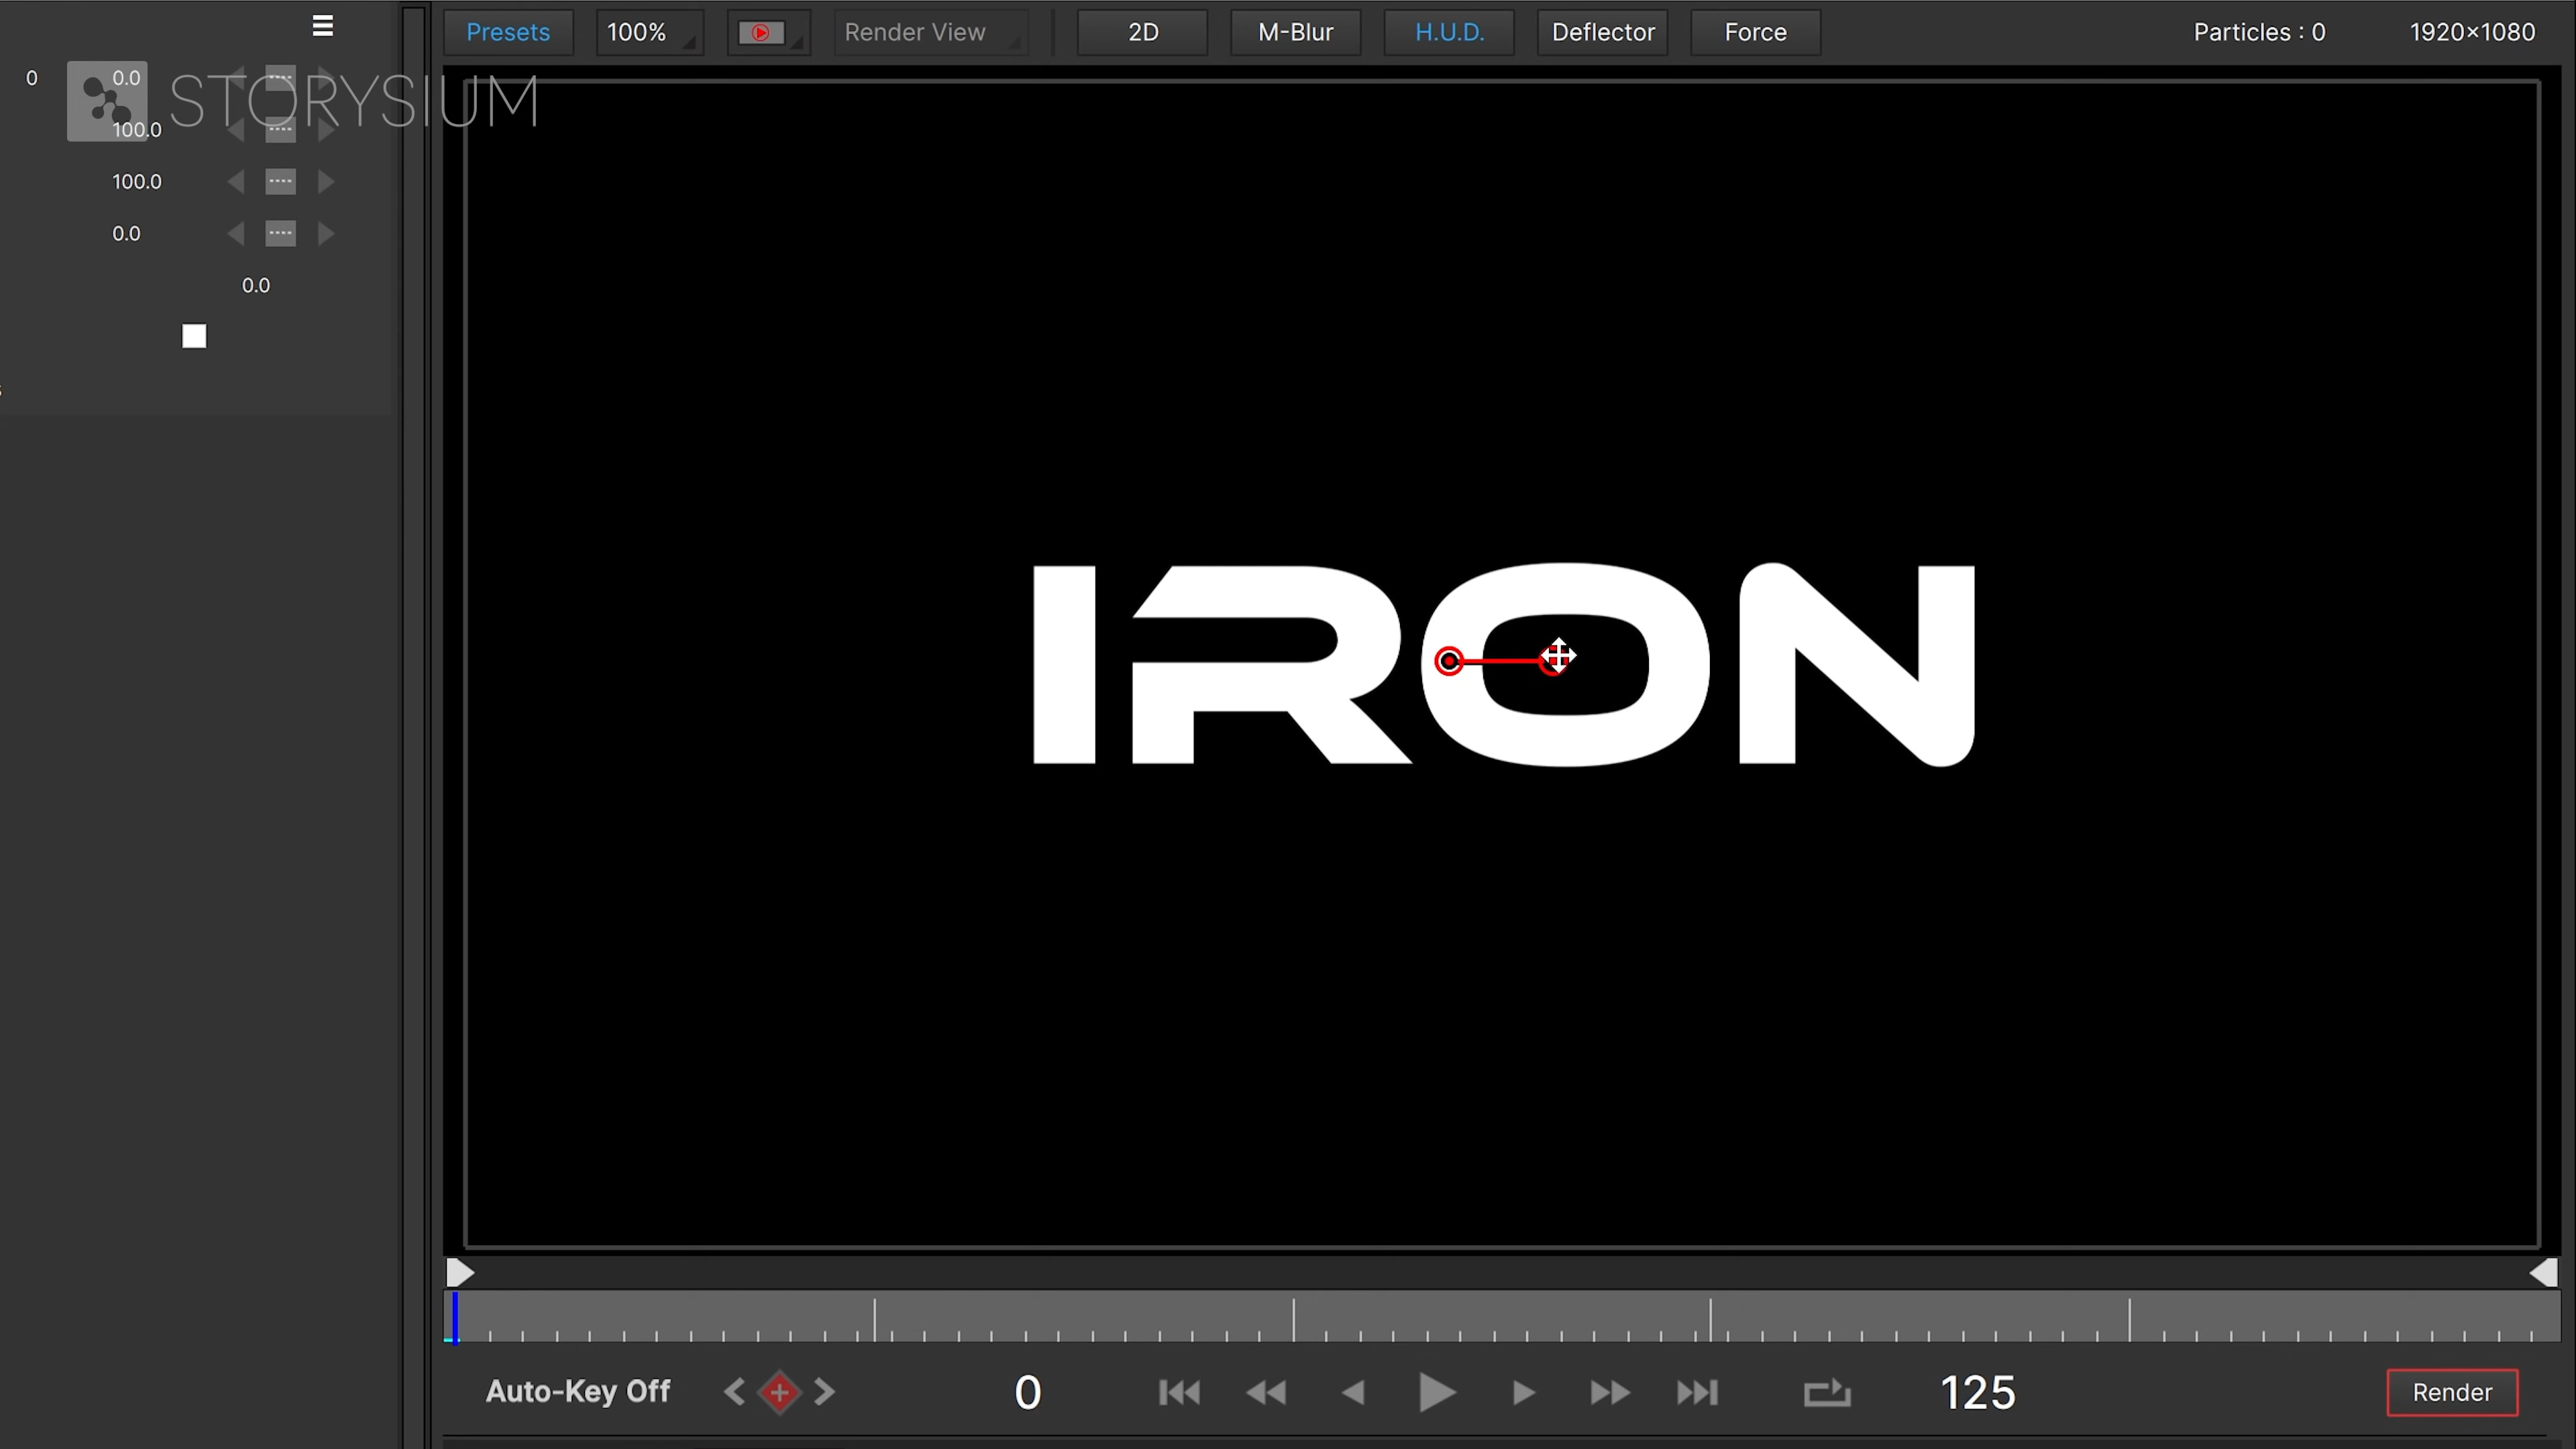 Presets 100% Render View 2D M-Blur H.U.D. Deflector Force Particles : 0 1920×1080
0 0.0
STORYSIUM
100.0
100.0
0.0
0.0
IRON
Auto-Key Off 0 125 Render